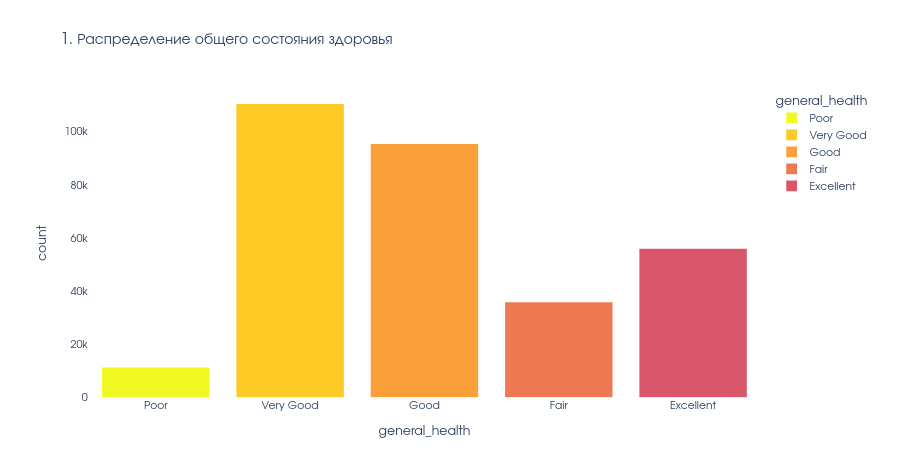 1. Распределение общего состояния здоровья
general_health
Poor
Very Good
Good
Fair
Excellent
100k
80k
60k
40k
20k
0
count
Poor
Very Good
Good
Fair
Excellent
general_health